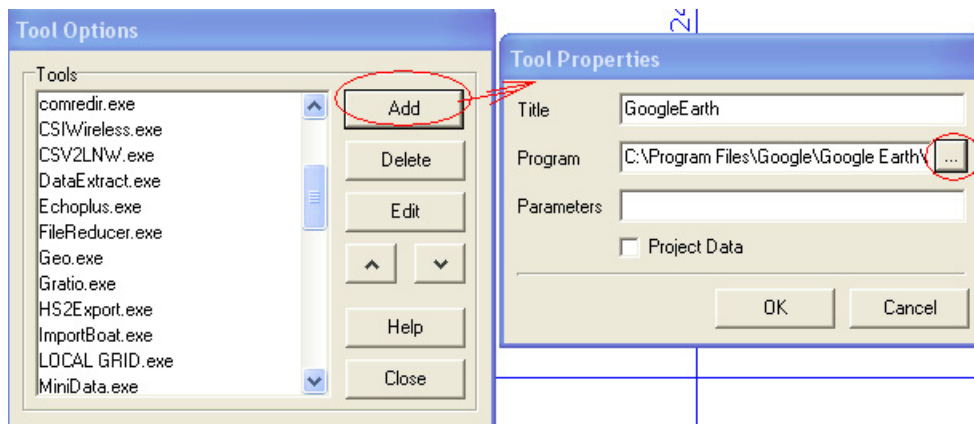 24
Tool Options
Tools
comredir.exe
CSIWireless.exe
CSV2LNW.exe
DataExtract.exe
Echoplus.exe
FileReducer.exe
Geo.exe
Gratio.exe
HS2Export.exe
ImportBoat.exe
LOCAL GRID.exe
MiniData.exe
Add
Delete
Edit
Help
Close
Tool Properties
Title GoogleEarth
Program C:\Program Files\Google\Google Earth\ ...
Parameters
Project Data
OK Cancel